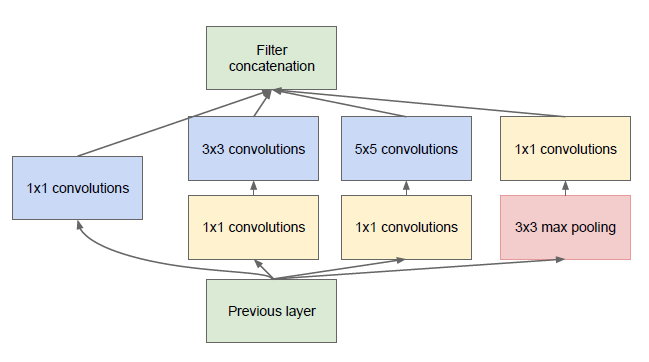 Filter
concatenation
3x3 convolutions
5x5 convolutions
1x1 convolutions
1x1 convolutions
1x1 convolutions
1x1 convolutions
3x3 max pooling
Previous layer